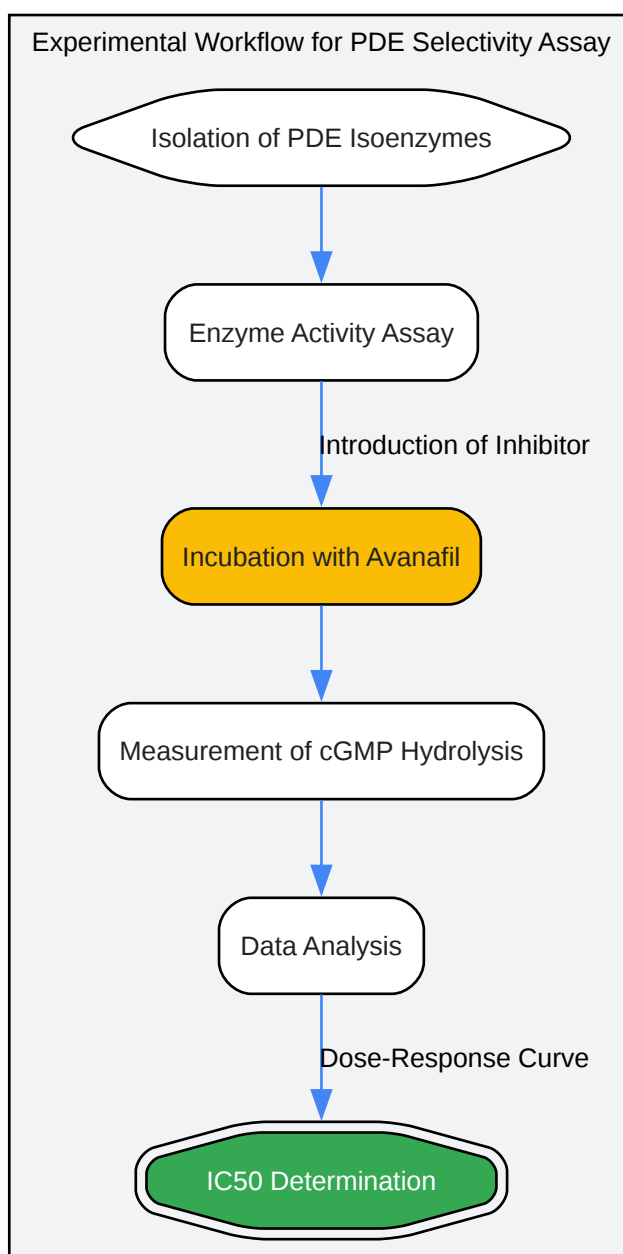 Experimental Workflow for PDE Selectivity Assay
Isolation of PDE Isoenzymes
Enzyme Activity Assay
Introduction of Inhibitor
Incubation with Avanafil
Measurement of cGMP Hydrolysis
Data Analysis
Dose-Response Curve
IC50 Determination